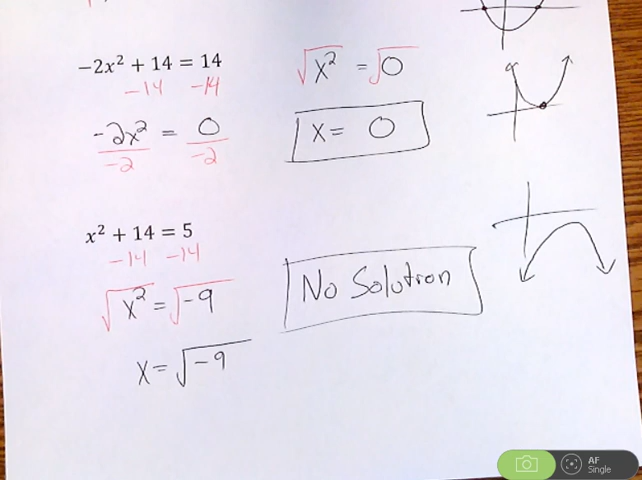 −2x² + 14 = 14
−14 −14
−2x² = 0
−2 −2
√x² = √0
x = 0
x² + 14 = 5
−14 −14
√x² = √−9
x = √−9
No Solution
AF
Single